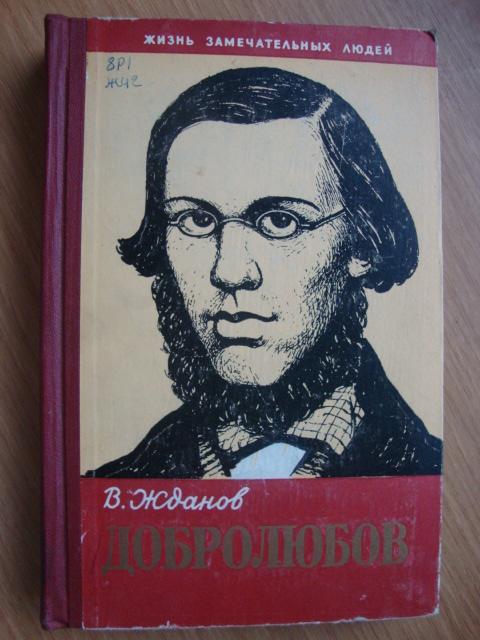 ЖИЗНЬ ЗАМЕЧАТЕЛЬНЫХ ЛЮДЕЙ
8Р1
Ж42
В. Жданов
ДОБРОЛЮБОВ